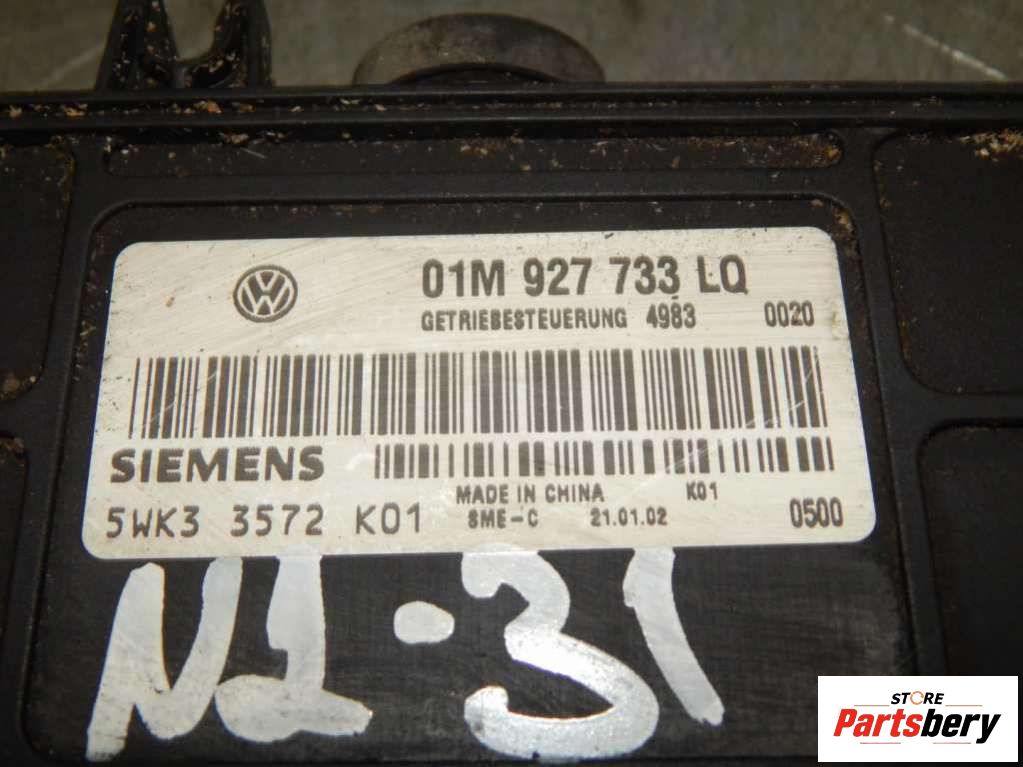 01M 927 733 LQ
GETRIEBESTEUERUNG 4983 0020
SIEMENS
MADE IN CHINA K01
5WK3 3572 K01 SME-C 21.01.02 0500
N1-31
STORE
Partsbery